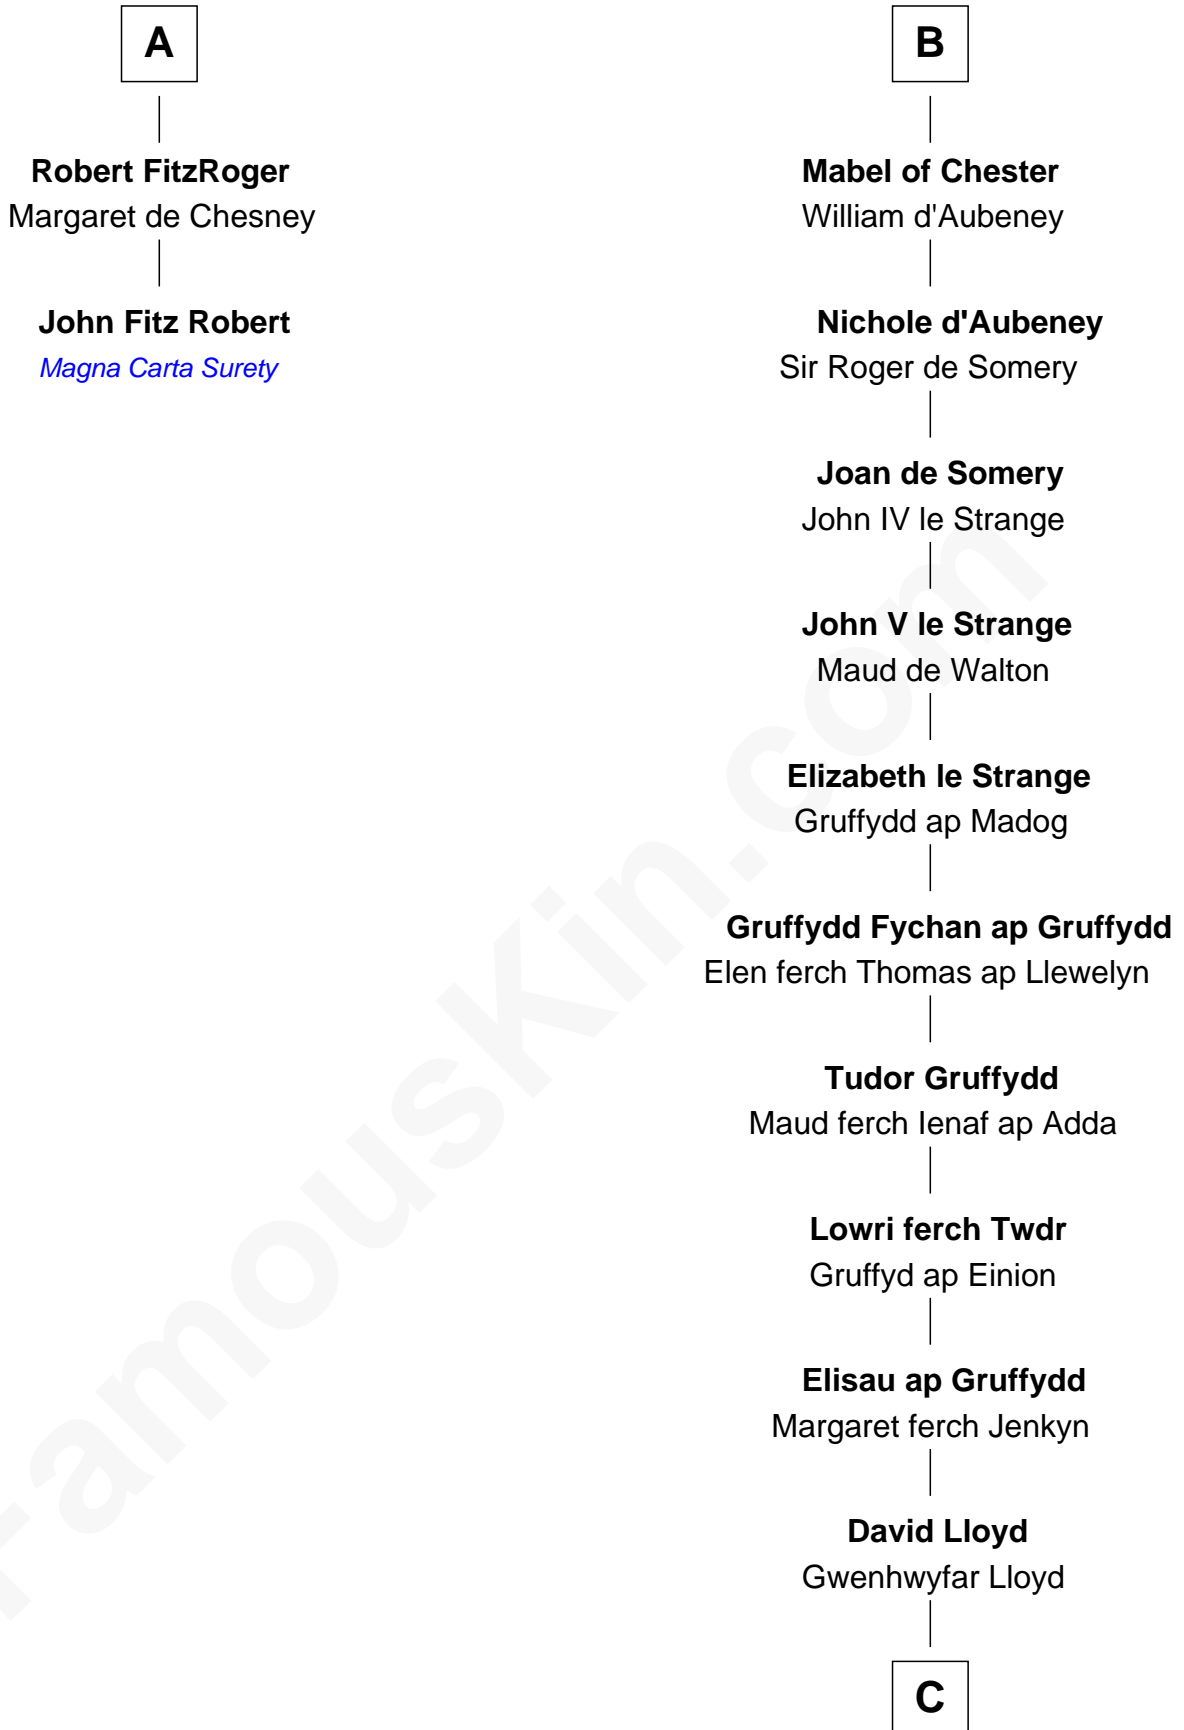 A
Robert FitzRoger
Margaret de Chesney
John Fitz Robert
Magna Carta Surety
B
Mabel of Chester
William d'Aubeney
Nichole d'Aubeney
Sir Roger de Somery
Joan de Somery
John IV le Strange
John V le Strange
Maud de Walton
Elizabeth le Strange
Gruffydd ap Madog
Gruffydd Fychan ap Gruffydd
Elen ferch Thomas ap Llewelyn
Tudor Gruffydd
Maud ferch Ienaf ap Adda
Lowri ferch Twdr
Gruffyd ap Einion
Elisau ap Gruffydd
Margaret ferch Jenkyn
David Lloyd
Gwenhwyfar Lloyd
C
FamousKin.com